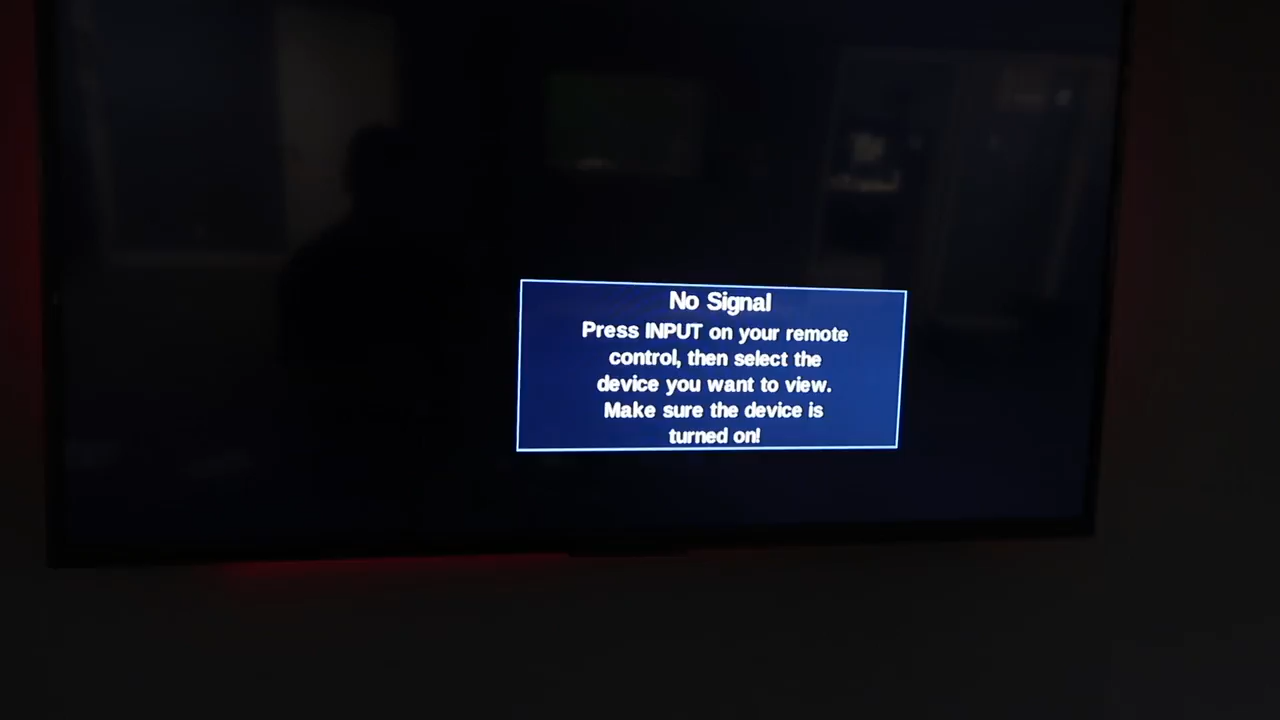 No Signal
Press INPUT on your remote
control, then select the
device you want to view.
Make sure the device is
turned on!